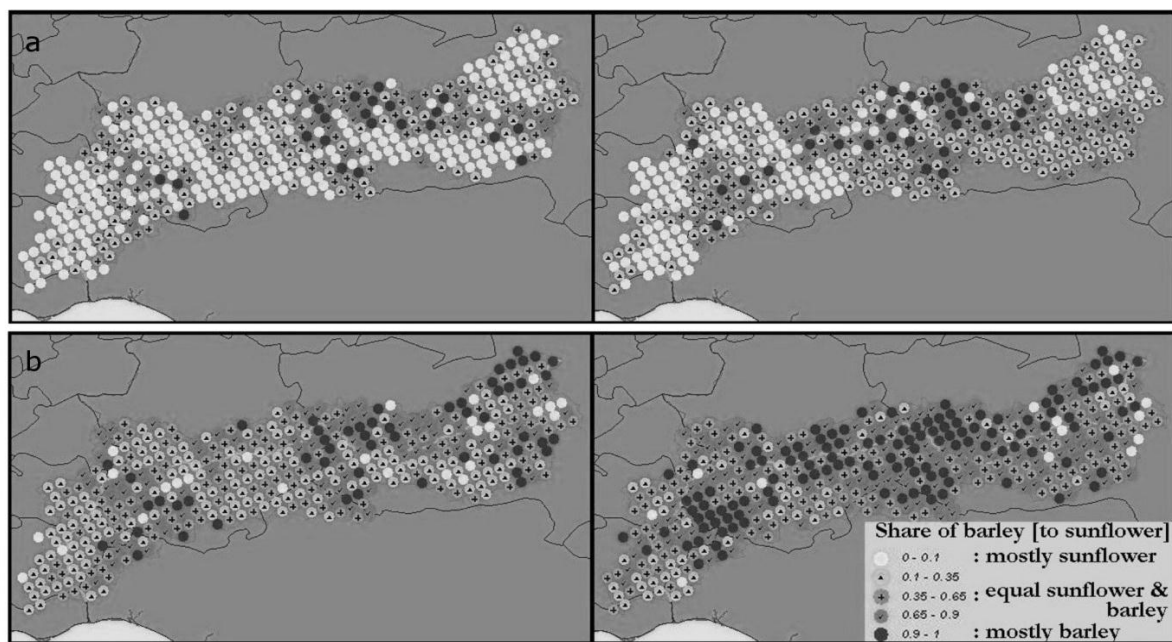 a
b
Share of barley [to sunflower]
0 - 0.1 : mostly sunflower
0.1 - 0.35
0.35 - 0.65 : equal sunflower &
barley
0.65 - 0.9
0.9 - 1 : mostly barley